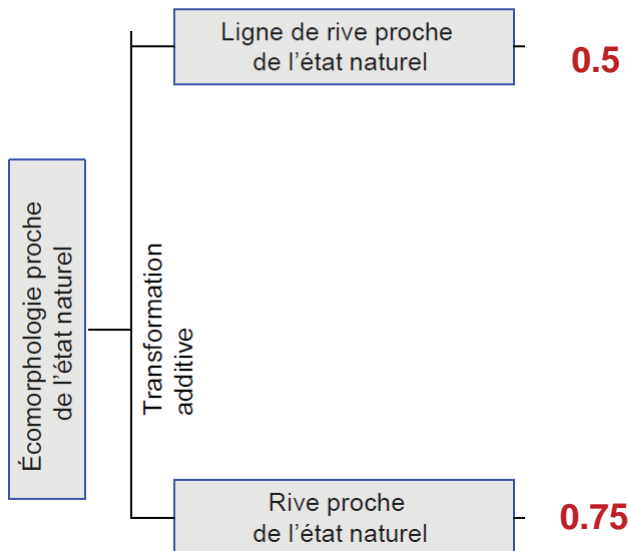 Ligne de rive proche
de l’état naturel
0.5
Écomorphologie proche
de l’état naturel
Transformation
additive
Rive proche
de l’état naturel
0.75